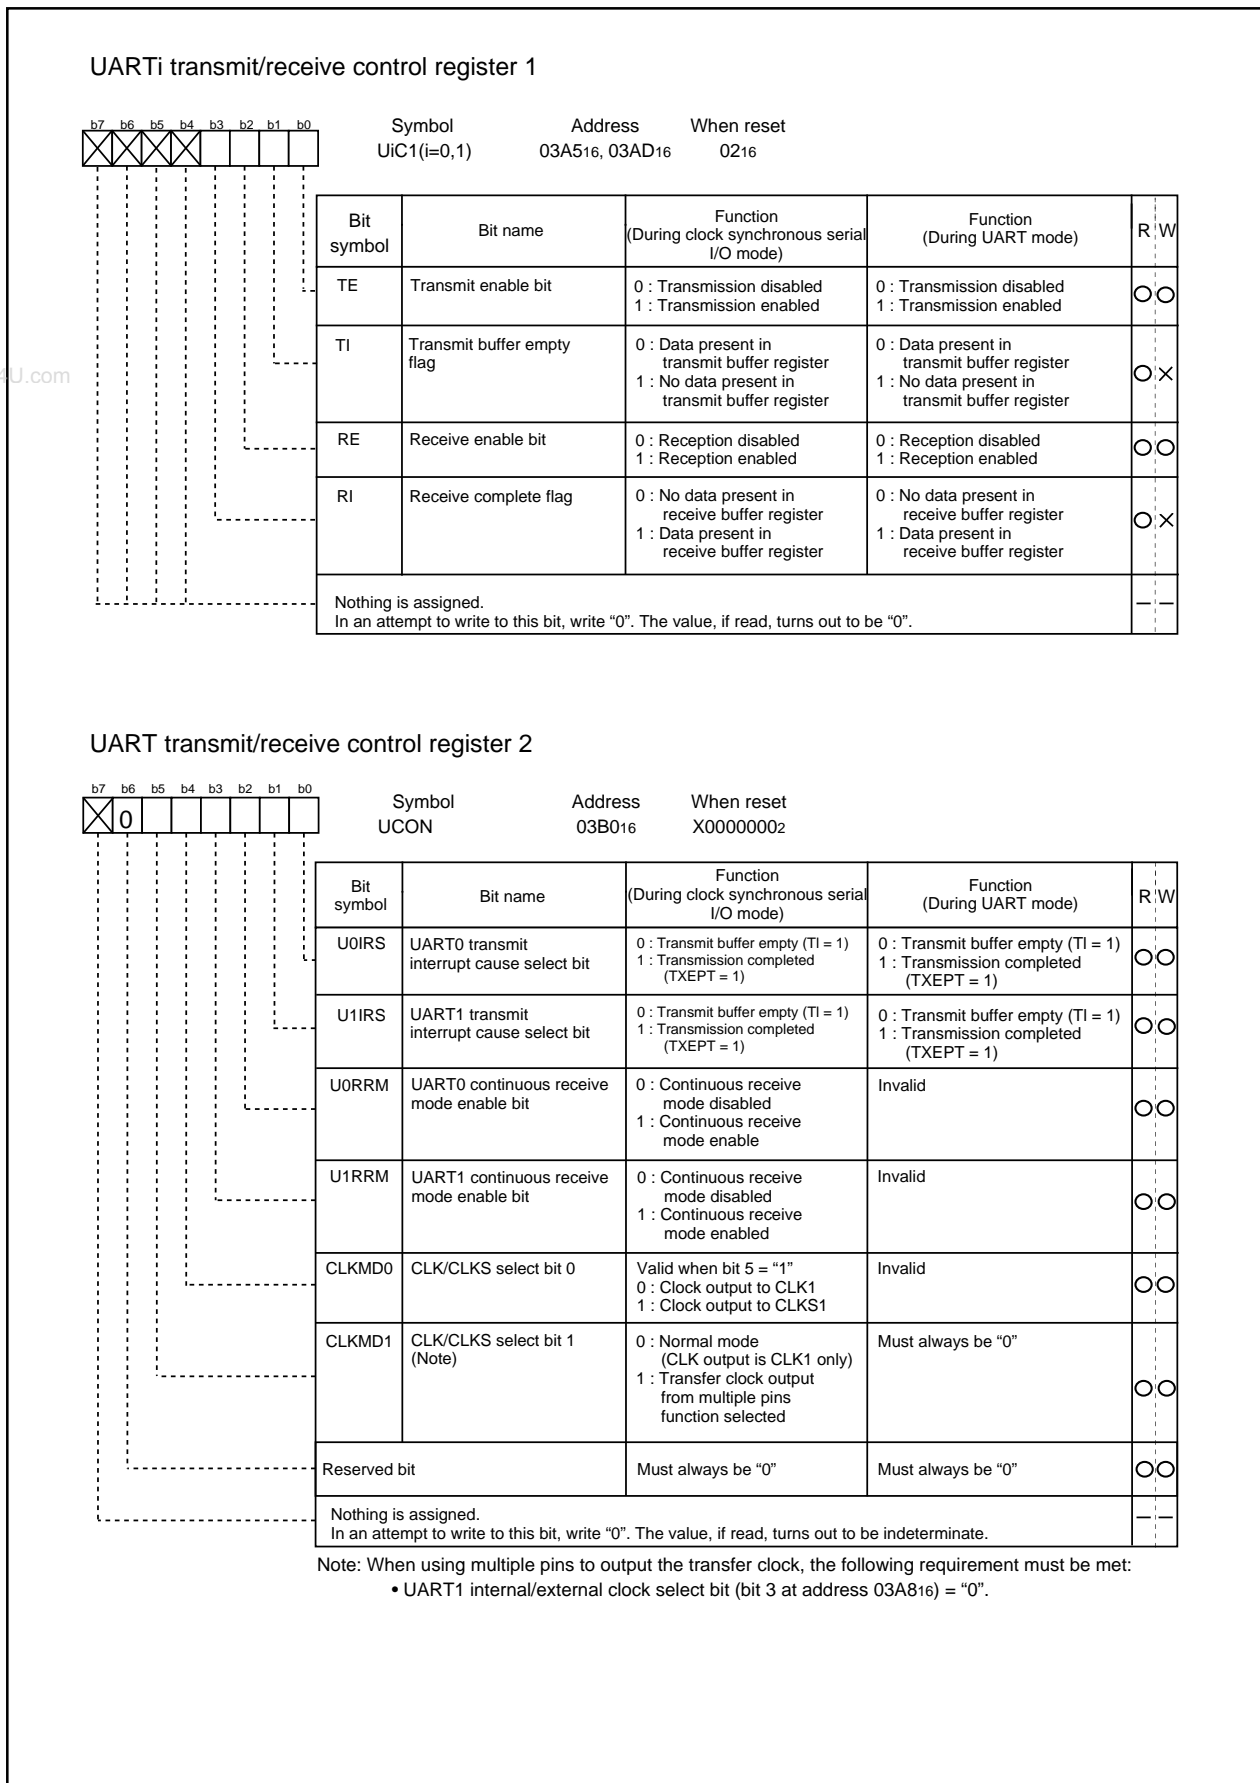 UARTi transmit/receive control register 1
b7 b6 b5 b4 b3 b2 b1 b0
Symbol Address When reset
UiC1(i=0,1) 03A516, 03AD16 0216
Bit symbol Bit name Function (During clock synchronous serial I/O mode) Function (During UART mode) R W
TE Transmit enable bit 0 : Transmission disabled 0 : Transmission disabled
1 : Transmission enabled 1 : Transmission enabled
TI Transmit buffer empty 0 : Data present in 0 : Data present in
flag transmit buffer register transmit buffer register
1 : No data present in 1 : No data present in
transmit buffer register transmit buffer register
4U.com
RE Receive enable bit 0 : Reception disabled 0 : Reception disabled
1 : Reception enabled 1 : Reception enabled
RI Receive complete flag 0 : No data present in 0 : No data present in
receive buffer register receive buffer register
1 : Data present in 1 : Data present in
receive buffer register receive buffer register
Nothing is assigned.
In an attempt to write to this bit, write “0”. The value, if read, turns out to be “0”.
UART transmit/receive control register 2
b7 b6 b5 b4 b3 b2 b1 b0
0
Symbol Address When reset
UCON 03B016 X00000002
Bit symbol Bit name Function (During clock synchronous serial I/O mode) Function (During UART mode) R W
U0IRS UART0 transmit 0 : Transmit buffer empty (TI = 1) 0 : Transmit buffer empty (TI = 1)
interrupt cause select bit 1 : Transmission completed 1 : Transmission completed
(TXEPT = 1) (TXEPT = 1)
U1IRS UART1 transmit 0 : Transmit buffer empty (TI = 1) 0 : Transmit buffer empty (TI = 1)
interrupt cause select bit 1 : Transmission completed 1 : Transmission completed
(TXEPT = 1) (TXEPT = 1)
U0RRM UART0 continuous receive 0 : Continuous receive Invalid
mode enable bit mode disabled
1 : Continuous receive
mode enable
U1RRM UART1 continuous receive 0 : Continuous receive Invalid
mode enable bit mode disabled
1 : Continuous receive
mode enabled
CLKMD0 CLK/CLKS select bit 0 Valid when bit 5 = “1” Invalid
0 : Clock output to CLK1
1 : Clock output to CLKS1
CLKMD1 CLK/CLKS select bit 1 0 : Normal mode Must always be “0”
(Note) (CLK output is CLK1 only)
1 : Transfer clock output
from multiple pins
function selected
Reserved bit Must always be “0” Must always be “0”
Nothing is assigned.
In an attempt to write to this bit, write “0”. The value, if read, turns out to be indeterminate.
Note: When using multiple pins to output the transfer clock, the following requirement must be met:
• UART1 internal/external clock select bit (bit 3 at address 03A816) = “0”.